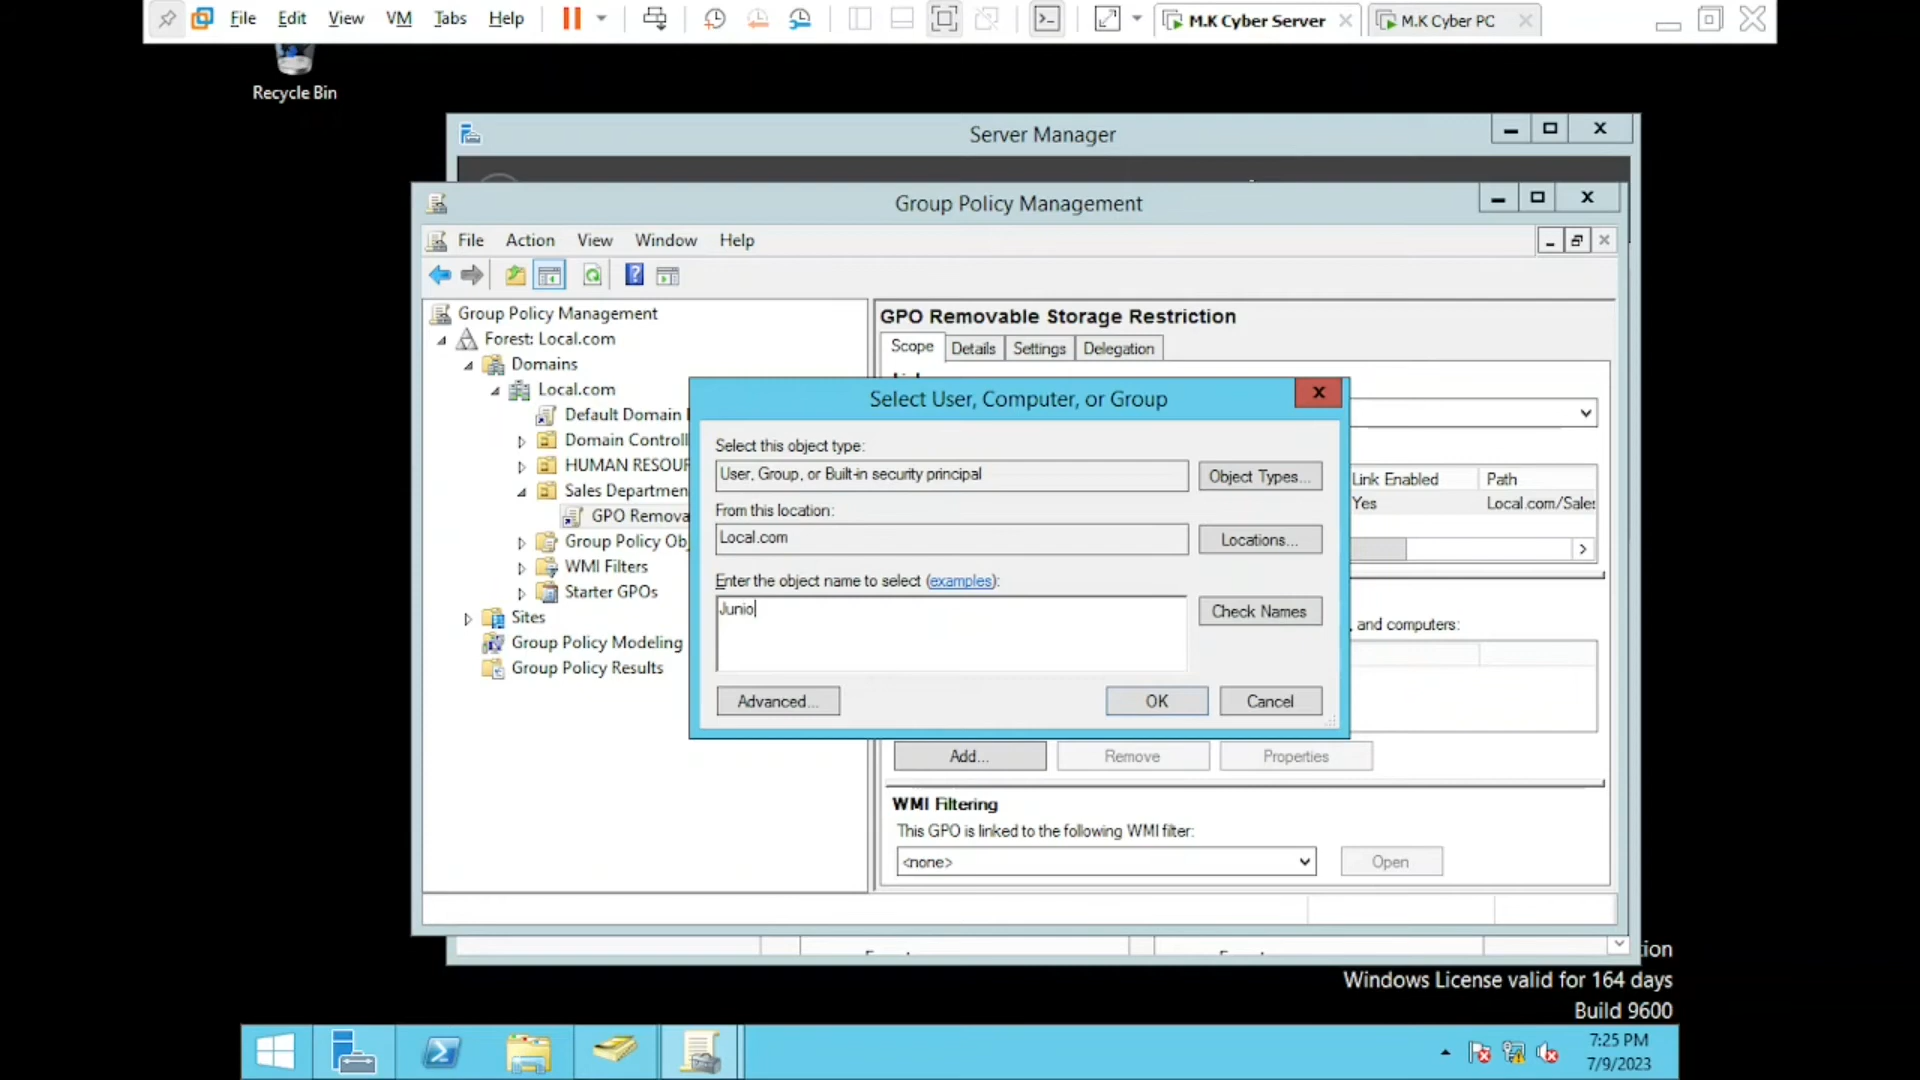 File Edit View VM Tabs Help M.K Cyber Server M.K Cyber PC
Recycle Bin
Server Manager
Group Policy Management
File Action View Window Help
Group Policy Management
Forest: Local.com
Domains
Local.com
Default Domain
Domain Controll
HUMAN RESOUR
Sales Departmen
GPO Remova
Group Policy Obj
WMI Filters
Starter GPOs
Sites
Group Policy Modeling
Group Policy Results
GPO Removable Storage Restriction
Scope Details Settings Delegation
Link Enabled Path
Yes Local.com/Sales
, and computers:
Add... Remove Properties
WMI Filtering
This GPO is linked to the following WMI filter:
<none> Open
Select User, Computer, or Group
Select this object type:
User, Group, or Built-in security principal Object Types...
From this location:
Local.com Locations...
Enter the object name to select (examples):
Junio Check Names
Advanced... OK Cancel
tion
Windows License valid for 164 days
Build 9600
7:25 PM
7/9/2023